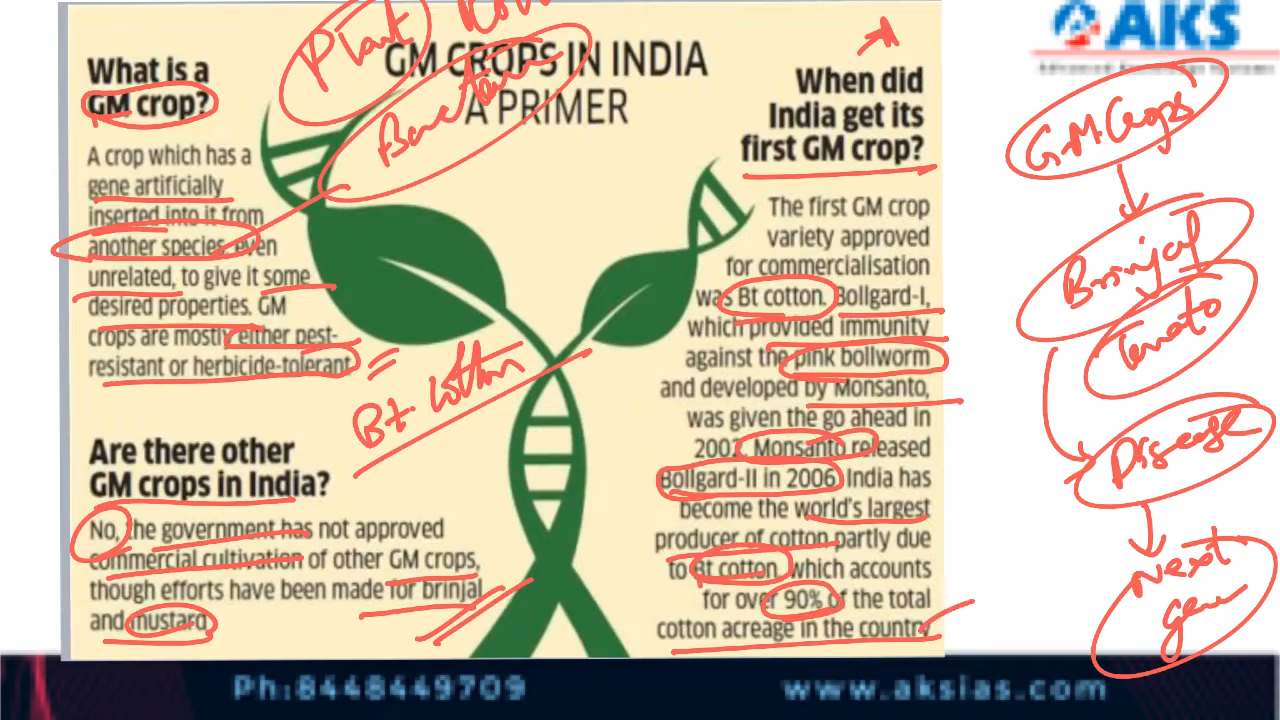 GM CROPS IN INDIA
A PRIMER
What is a
GM crop?
A crop which has a
gene artificially
inserted into it from
another species, even
unrelated, to give it some
desired properties. GM
crops are mostly either pest-
resistant or herbicide-tolerant
Are there other
GM crops in India?
No, the government has not approved
commercial cultivation of other GM crops,
though efforts have been made for brinjal
and mustard
When did
India get its
first GM crop?
The first GM crop
variety approved
for commercialisation
was Bt cotton. Bollgard-I,
which provided immunity
against the pink bollworm
and developed by Monsanto,
was given the go ahead in
2002. Monsanto released
Bollgard-II in 2006. India has
become the world's largest
producer of cotton partly due
to Bt cotton, which accounts
for over 90% of the total
cotton acreage in the country
Plant
Bt. cotton
AKS
G.M Crops
Brinjal
Tomato
Disease
Next
gen
Ph:8448449709
www.aksias.com